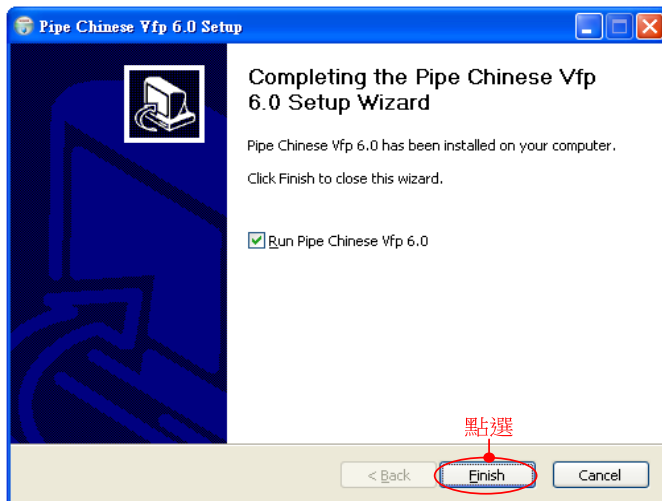 Pipe Chinese Vfp 6.0 Setup
Completing the Pipe Chinese Vfp
6.0 Setup Wizard
Pipe Chinese Vfp 6.0 has been installed on your computer.
Click Finish to close this wizard.
Run Pipe Chinese Vfp 6.0
點選
< Back
Finish
Cancel